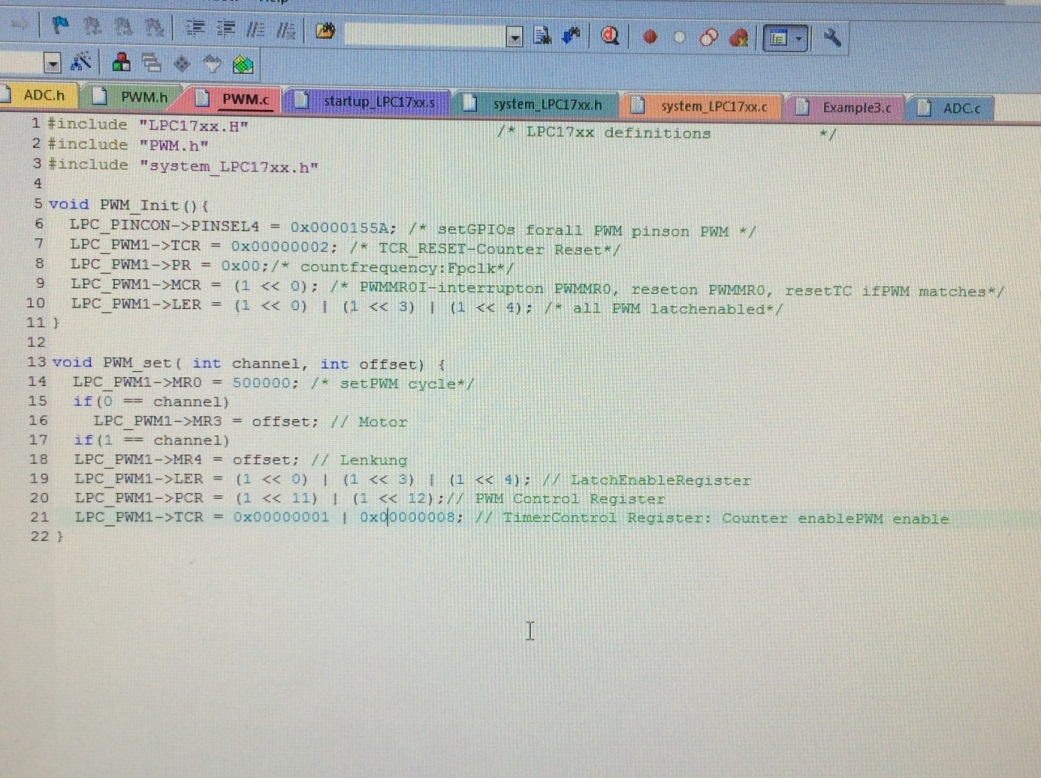 ADC.h PWM.h PWM.c startup_LPC17xx.s system_LPC17xx.h system_LPC17xx.c Example3.c ADC.c
1 #include "LPC17xx.H" /* LPC17xx definitions */
2 #include "PWM.h"
3 #include "system_LPC17xx.h"
4
5 void PWM_Init(){
6 LPC_PINCON->PINSEL4 = 0x0000155A; /* setGPIOs forall PWM pinson PWM */
7 LPC_PWM1->TCR = 0x00000002; /* TCR_RESET-Counter Reset*/
8 LPC_PWM1->PR = 0x00;/* countfrequency:Fpclk*/
9 LPC_PWM1->MCR = (1 << 0); /* PWMMR0I-interrupton PWMMR0, reseton PWMMR0, resetTC ifPWM matches*/
10 LPC_PWM1->LER = (1 << 0) | (1 << 3) | (1 << 4); /* all PWM latchenabled*/
11 }
12
13 void PWM_set( int channel, int offset) {
14 LPC_PWM1->MR0 = 500000; /* setPWM cycle*/
15 if(0 == channel)
16 LPC_PWM1->MR3 = offset; // Motor
17 if(1 == channel)
18 LPC_PWM1->MR4 = offset; // Lenkung
19 LPC_PWM1->LER = (1 << 0) | (1 << 3) | (1 << 4); // LatchEnableRegister
20 LPC_PWM1->PCR = (1 << 11) | (1 << 12);// PWM Control Register
21 LPC_PWM1->TCR = 0x00000001 | 0x00000008; // TimerControl Register: Counter enablePWM enable
22 }